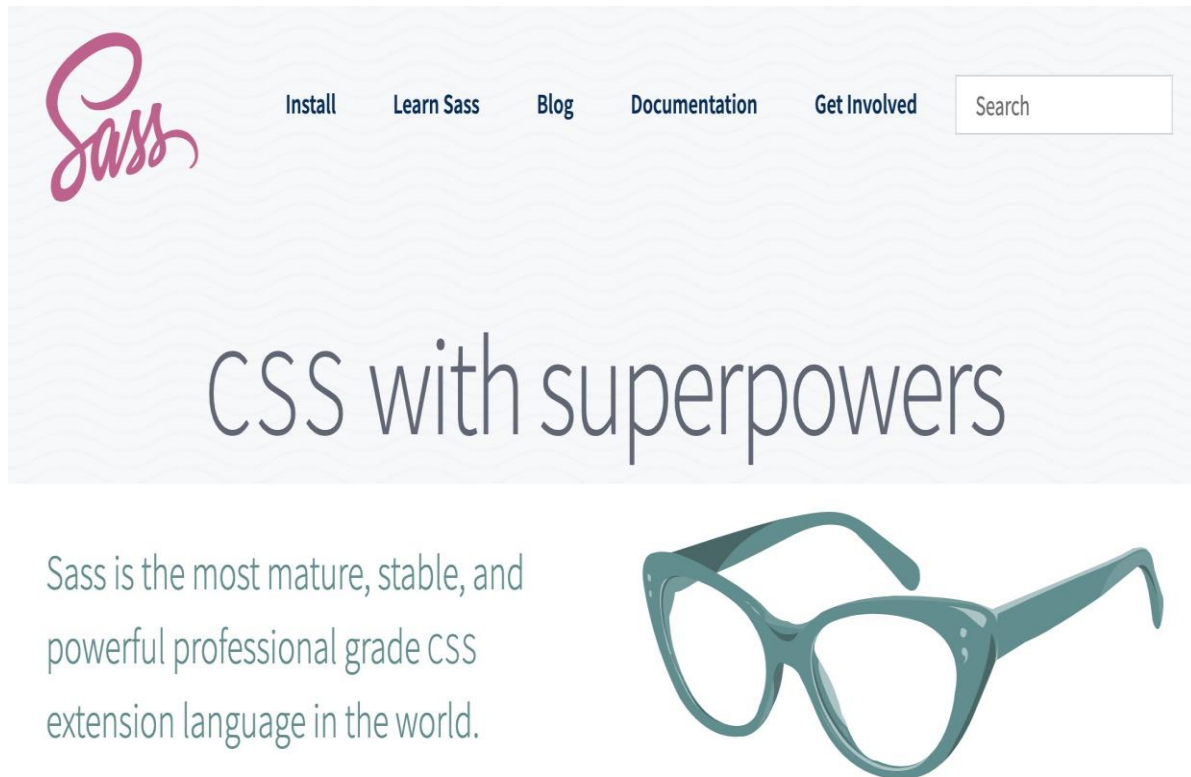 Sass
Install Learn Sass Blog Documentation Get Involved Search
CSS with superpowers
Sass is the most mature, stable, and
powerful professional grade CSS
extension language in the world.